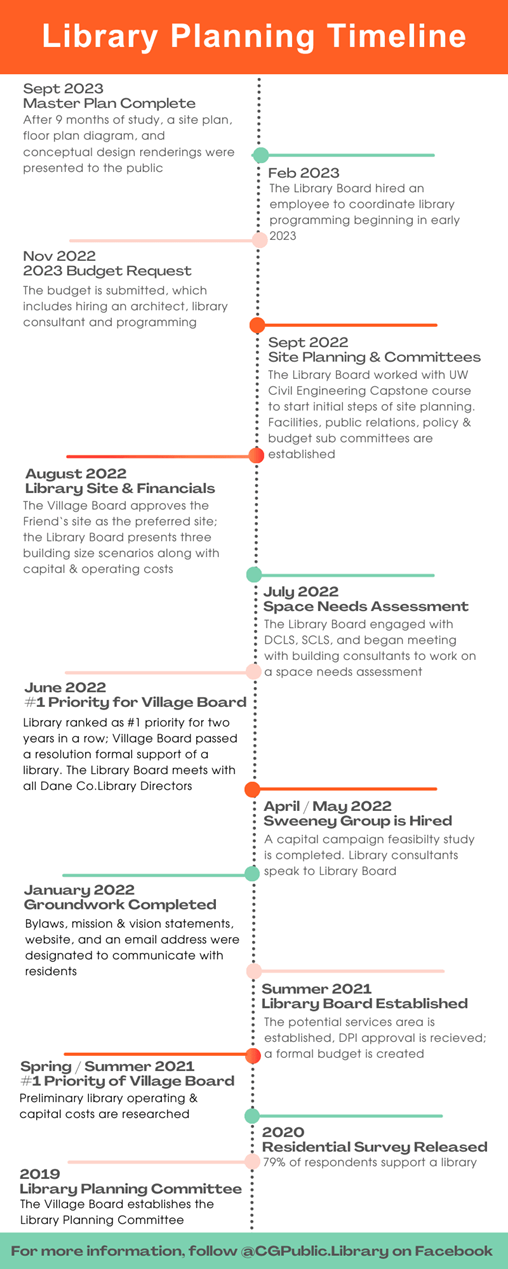 Library Planning Timeline
Sept 2023
Master Plan Complete
After 9 months of study, a site plan,
floor plan diagram, and
conceptual design renderings were
presented to the public
Feb 2023
The Library Board hired an
employee to coordinate library
programming beginning in early
2023
Nov 2022
2023 Budget Request
The budget is submitted, which
includes hiring an architect, library
consultant and programming
Sept 2022
Site Planning & Committees
The Library Board worked with UW
Civil Engineering Capstone course
to start initial steps of site planning.
Facilities, public relations, policy &
budget sub committees are
established
August 2022
Library Site & Financials
The Village Board approves the
Friend`s site as the preferred site;
the Library Board presents three
building size scenarios along with
capital & operating costs
July 2022
Space Needs Assessment
The Library Board engaged with
DCLS, SCLS, and began meeting
with building consultants to work on
a space needs assessment
June 2022
#1 Priority for Village Board
Library ranked as #1 priority for two
years in a row; Village Board passed
a resolution formal support of a
library. The Library Board meets with
all Dane Co.Library Directors
April / May 2022
Sweeney Group is Hired
A capital campaign feasibilty study
is completed. Library consultants
speak to Library Board
January 2022
Groundwork Completed
Bylaws, mission & vision statements,
website, and an email address were
designated to communicate with
residents
Summer 2021
Library Board Established
The potential services area is
established, DPI approval is recieved;
a formal budget is created
Spring / Summer 2021
#1 Priority of Village Board
Preliminary library operating &
capital costs are researched
2020
Residential Survey Released
79% of respondents support a library
2019
Library Planning Committee
The Village Board establishes the
Library Planning Committee
For more information, follow @CGPublic.Library on Facebook